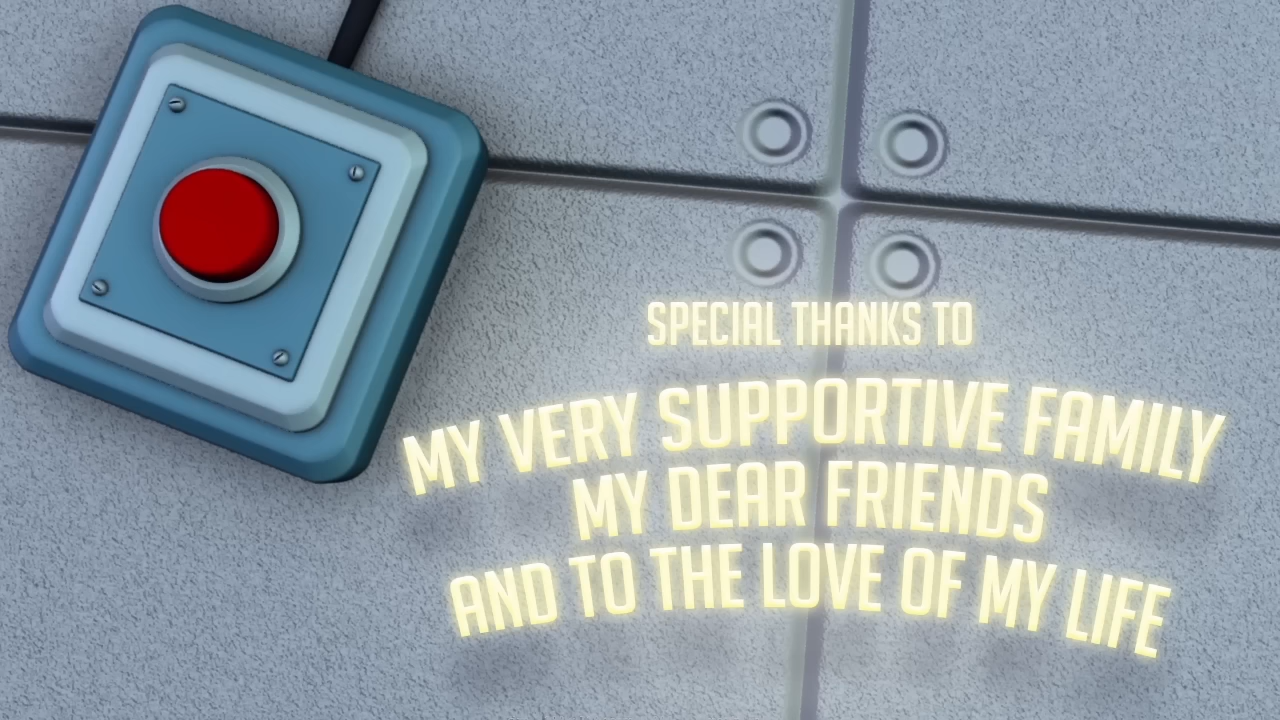 SPECIAL THANKS TO
MY VERY SUPPORTIVE FAMILY
MY DEAR FRIENDS
AND TO THE LOVE OF MY LIFE